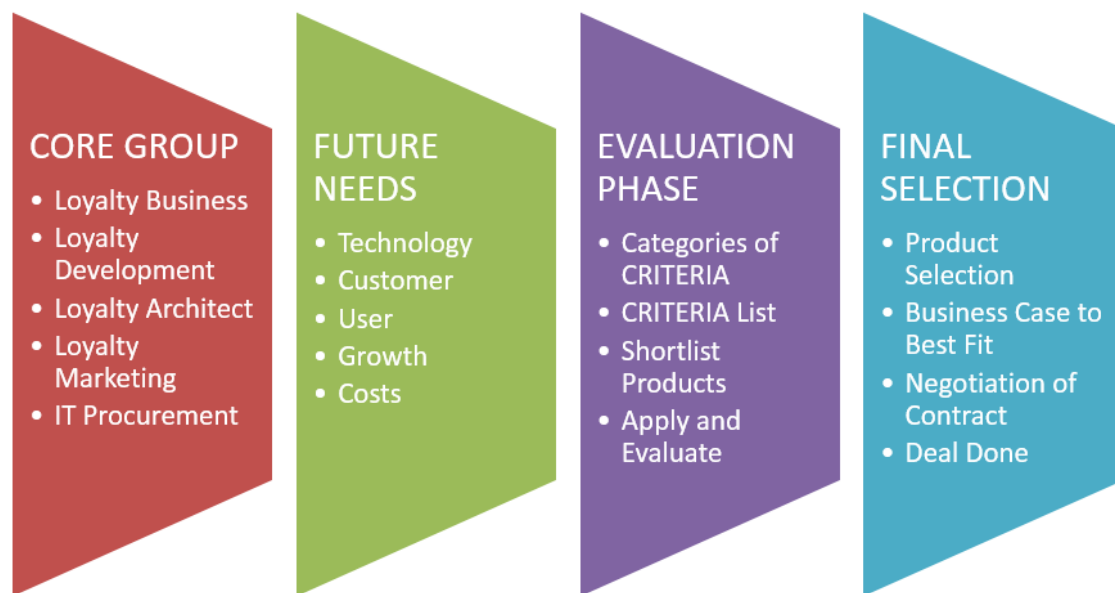 CORE GROUP
• Loyalty Business
• Loyalty
Development
• Loyalty Architect
• Loyalty
Marketing
• IT Procurement
FUTURE
NEEDS
• Technology
• Customer
• User
• Growth
• Costs
EVALUATION
PHASE
• Categories of
CRITERIA
• CRITERIA List
• Shortlist
Products
• Apply and
Evaluate
FINAL
SELECTION
• Product
Selection
• Business Case to
Best Fit
• Negotiation of
Contract
• Deal Done